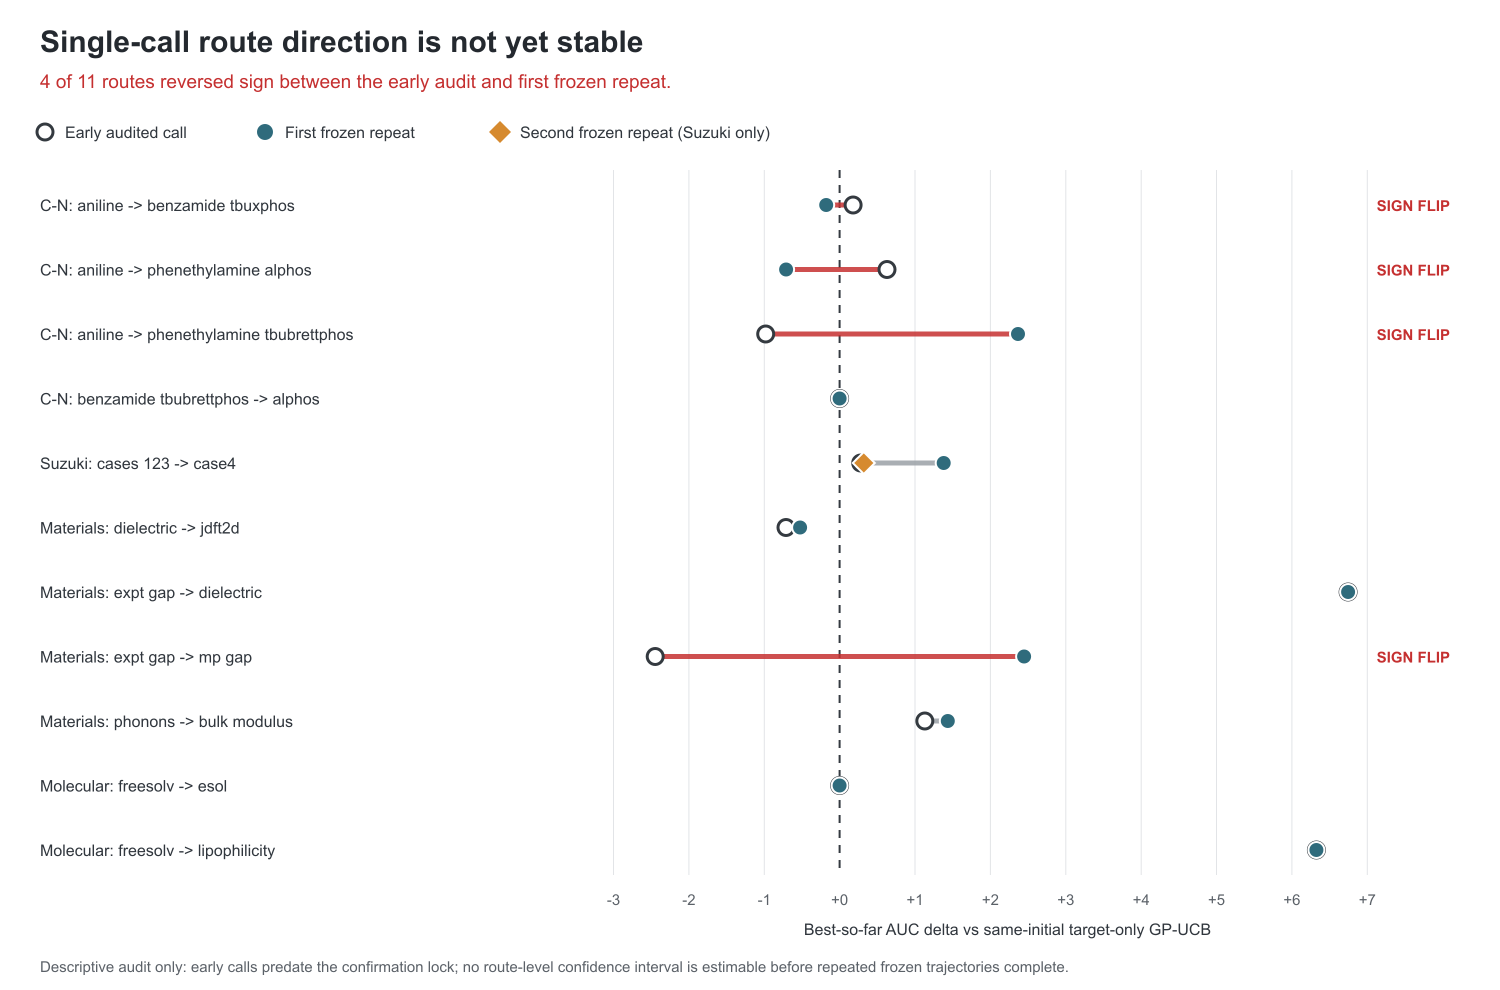 Single-call route direction is not yet stable
4 of 11 routes reversed sign between the early audit and first frozen repeat.
Early audited call
First frozen repeat
Second frozen repeat (Suzuki only)
C-N: aniline -> benzamide tbuxphos
SIGN FLIP
C-N: aniline -> phenethylamine alphos
SIGN FLIP
C-N: aniline -> phenethylamine tbubrettphos
SIGN FLIP
C-N: benzamide tbubrettphos -> alphos
Suzuki: cases 123 -> case4
Materials: dielectric -> jdft2d
Materials: expt gap -> dielectric
Materials: expt gap -> mp gap
SIGN FLIP
Materials: phonons -> bulk modulus
Molecular: freesolv -> esol
Molecular: freesolv -> lipophilicity
-3 -2 -1 +0 +1 +2 +3 +4 +5 +6 +7
Best-so-far AUC delta vs same-initial target-only GP-UCB
Descriptive audit only: early calls predate the confirmation lock; no route-level confidence interval is estimable before repeated frozen trajectories complete.